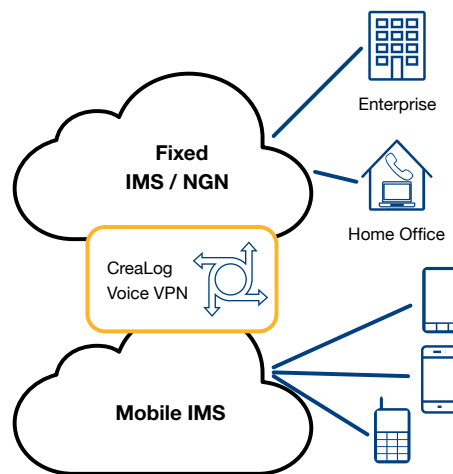 Enterprise
Fixed
IMS / NGN
Home Office
CreaLog
Voice VPN
Mobile IMS